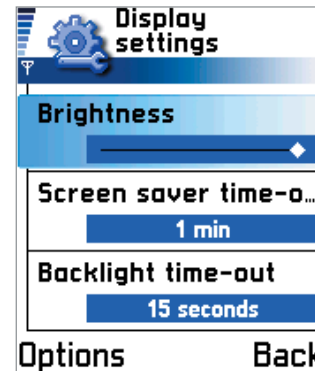 Display
settings
Brightness
Screen saver time-o...
1 min
Backlight time-out
15 seconds
Options Back